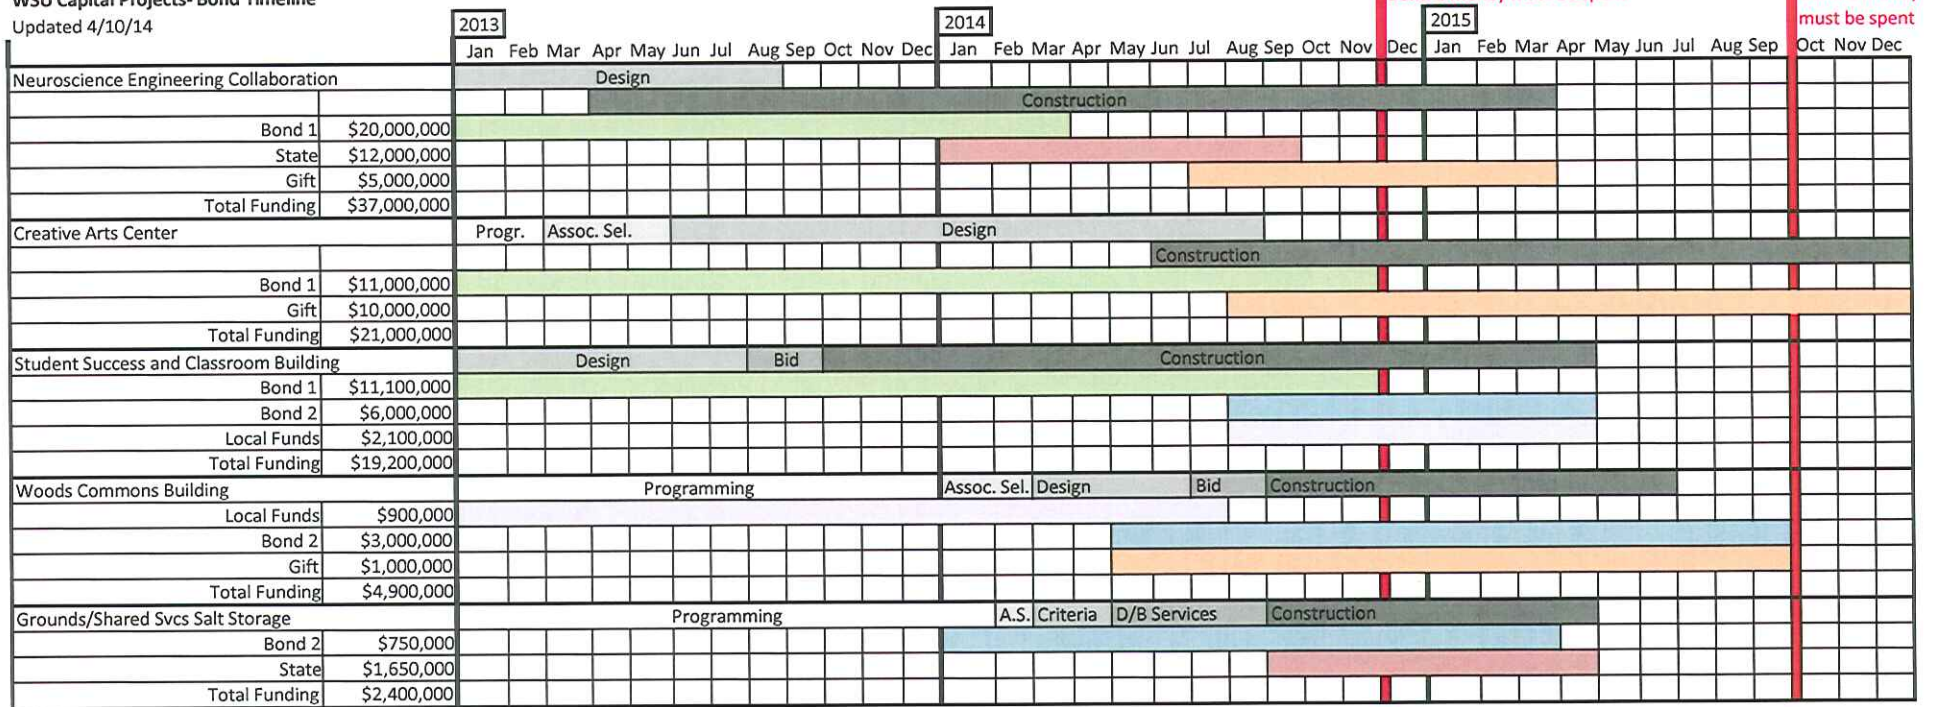 WSU Capital Projects- Bond Timeline
Updated 4/10/14
2013 2014 2015 must be spent
Jan Feb Mar Apr May Jun Jul Aug Sep Oct Nov Dec Jan Feb Mar Apr May Jun Jul Aug Sep Oct Nov Dec Jan Feb Mar Apr May Jun Jul Aug Sep Oct Nov Dec
Neuroscience Engineering Collaboration Design
Construction
Bond 1 $20,000,000
State $12,000,000
Gift $5,000,000
Total Funding $37,000,000
Creative Arts Center Progr. Assoc. Sel. Design
Construction
Bond 1 $11,000,000
Gift $10,000,000
Total Funding $21,000,000
Student Success and Classroom Building Design Bid Construction
Bond 1 $11,100,000
Bond 2 $6,000,000
Local Funds $2,100,000
Total Funding $19,200,000
Woods Commons Building Programming Assoc. Sel. Design Bid Construction
Local Funds $900,000
Bond 2 $3,000,000
Gift $1,000,000
Total Funding $4,900,000
Grounds/Shared Svcs Salt Storage Programming A.S. Criteria D/B Services Construction
Bond 2 $750,000
State $1,650,000
Total Funding $2,400,000